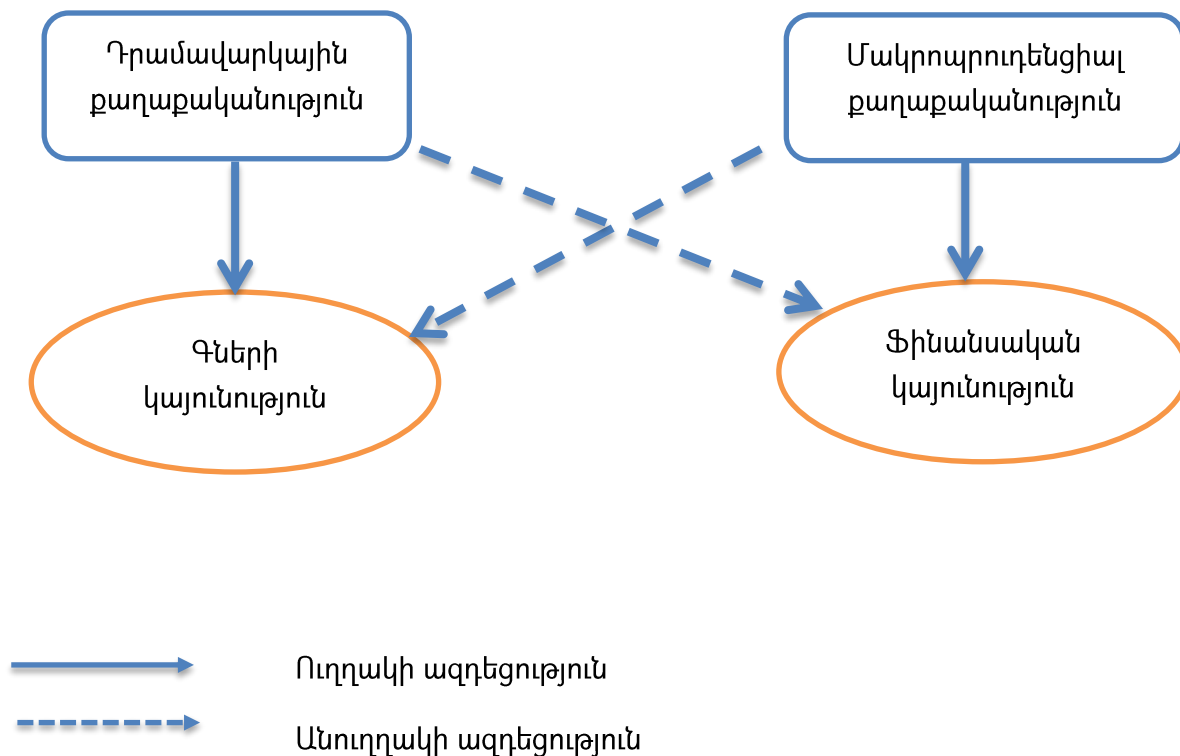 Դրամավարկային
քաղաքականություն
Մակրոպրուդենցիալ
քաղաքականություն
Գների
կայունություն
Ֆինանսական
կայունություն
Ուղղակի ազդեցություն
Անուղղակի ազդեցություն